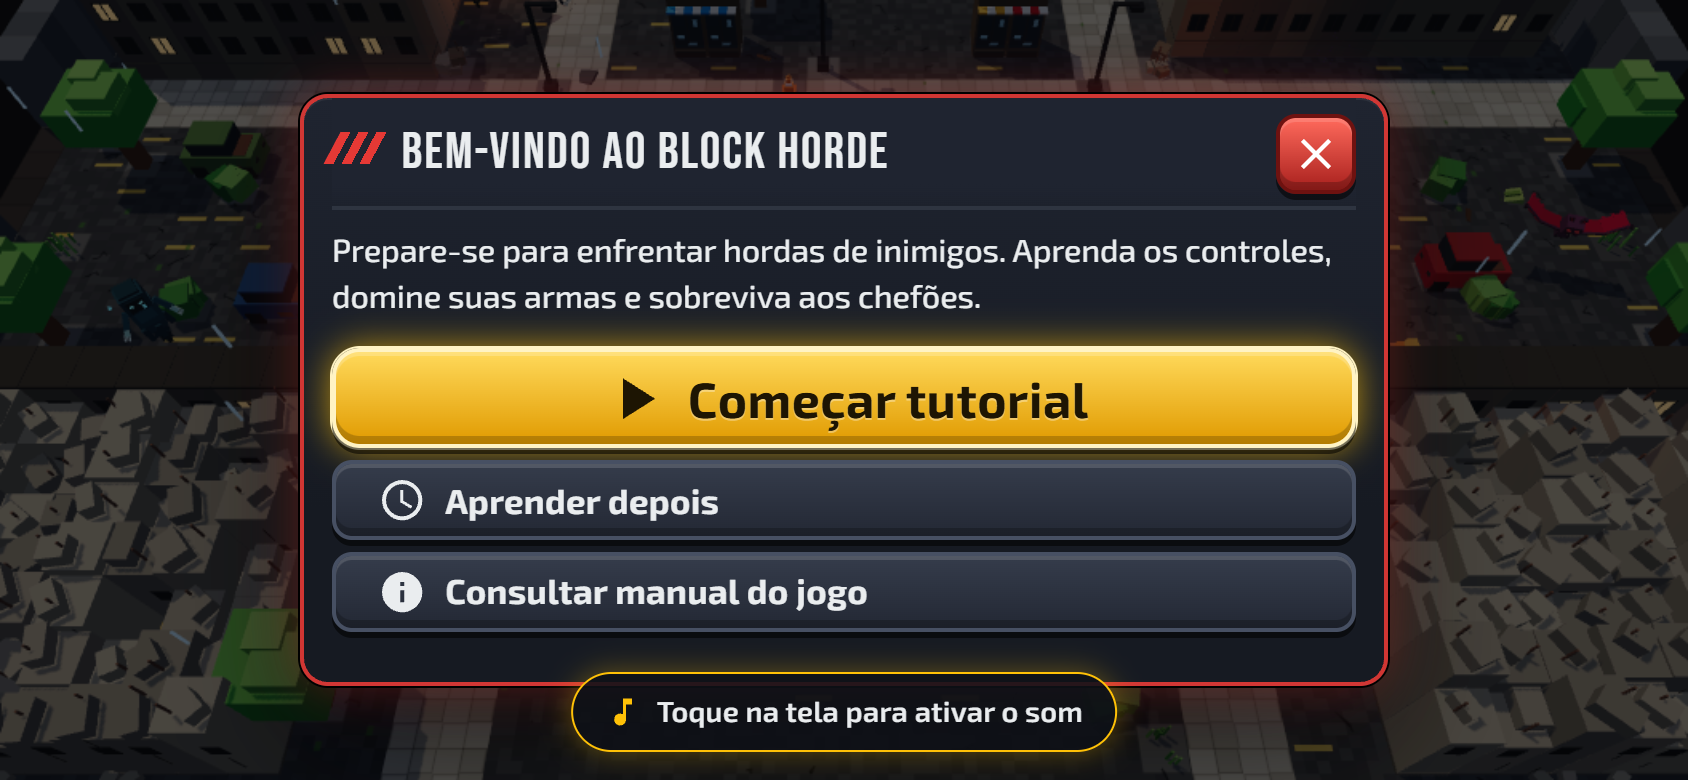 BEM-VINDO AO BLOCK HORDE
Prepare-se para enfrentar hordas de inimigos. Aprenda os controles,
domine suas armas e sobreviva aos chefões.
Começar tutorial
Aprender depois
Consultar manual do jogo
Toque na tela para ativar o som